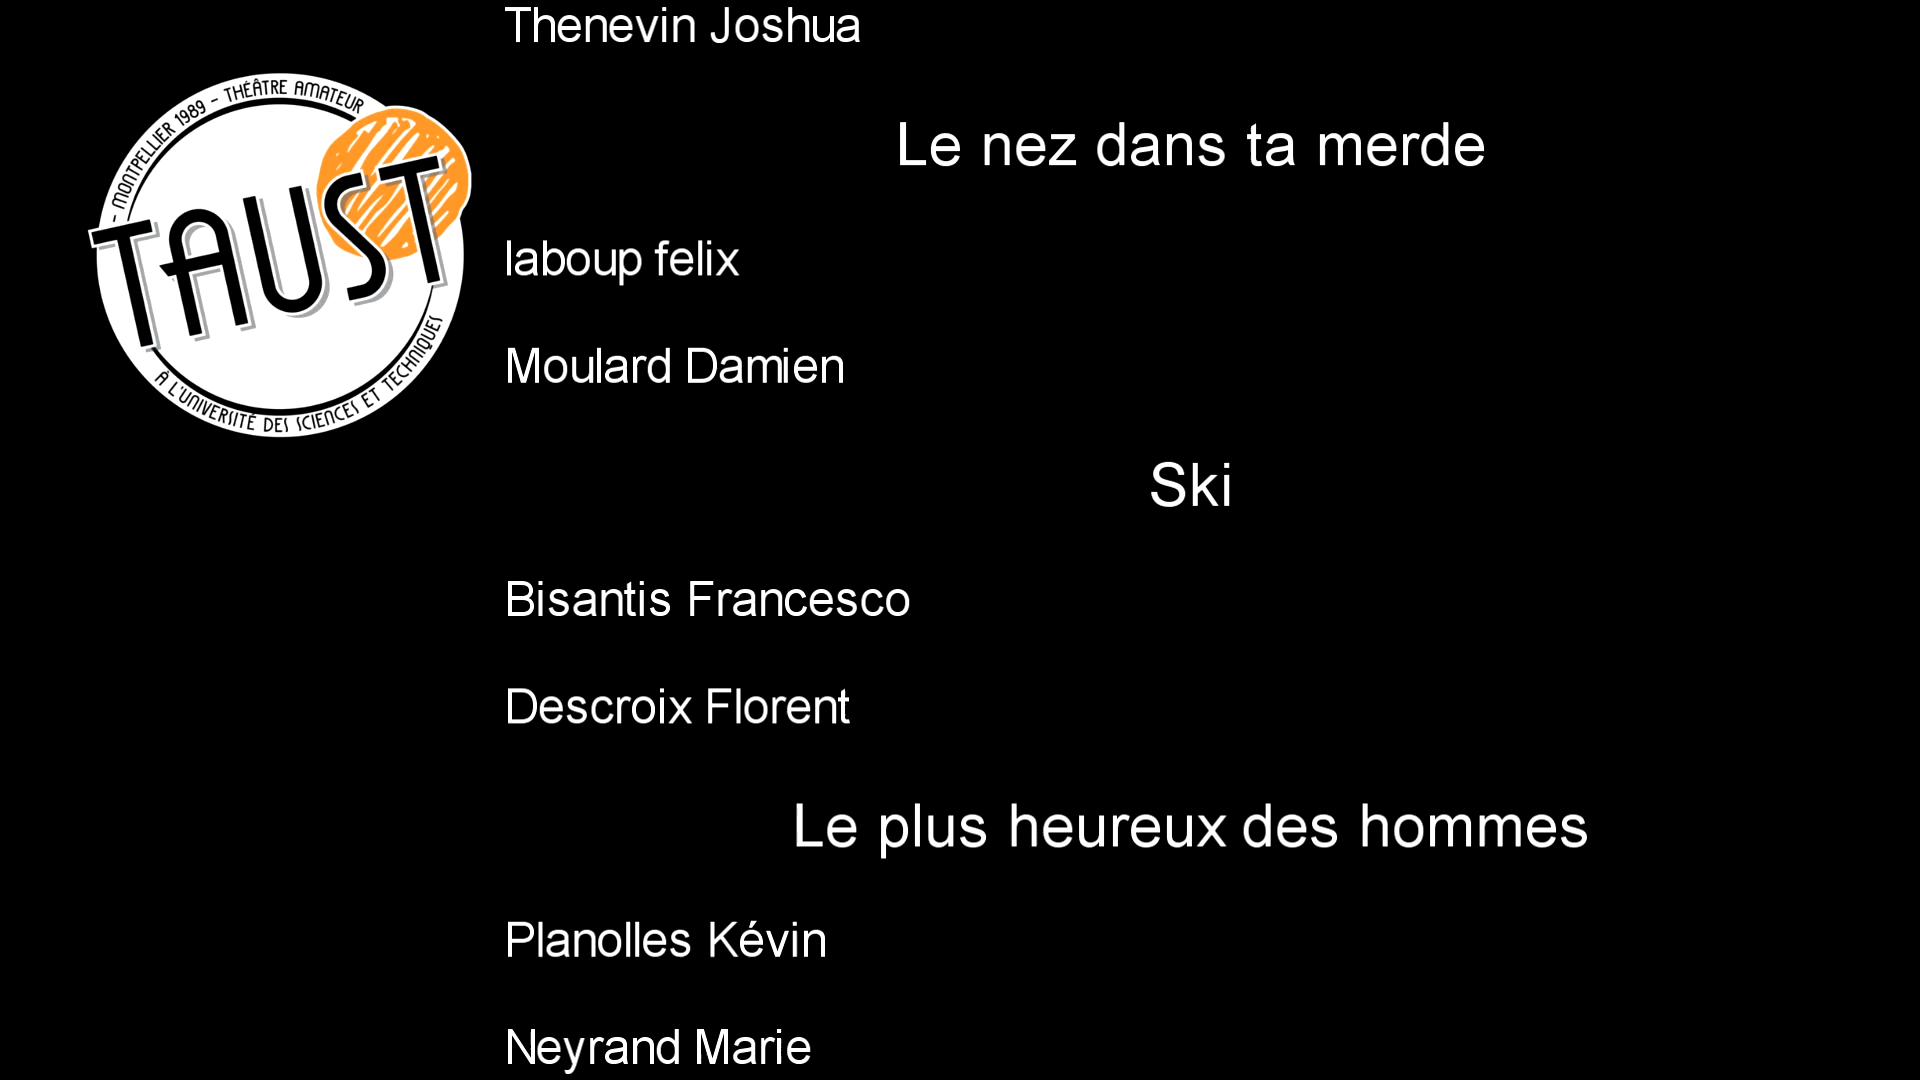 Thenevin Joshua
- MONTPELLIER 1989 - THÉÂTRE AMATEUR
TAUST
À L'UNIVERSITÉ DES SCIENCES ET TECHNIQUES
Le nez dans ta merde
laboup felix
Moulard Damien
Ski
Bisantis Francesco
Descroix Florent
Le plus heureux des hommes
Planolles Kévin
Neyrand Marie